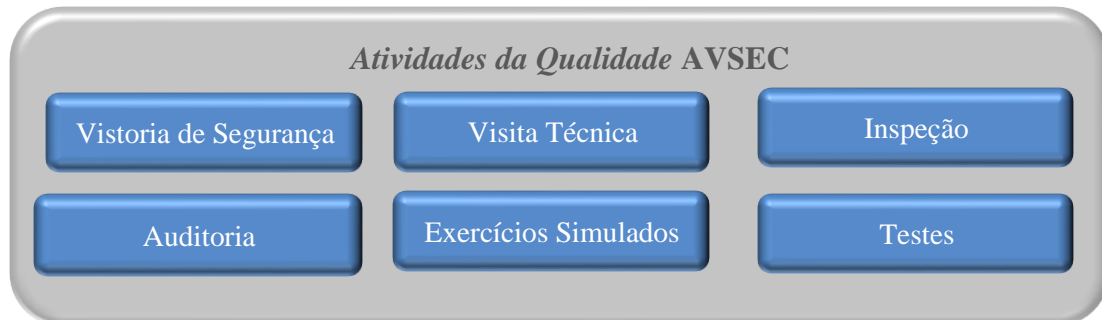 Atividades da Qualidade AVSEC
Vistoria de Segurança
Visita Técnica
Inspeção
Auditoria
Exercícios Simulados
Testes